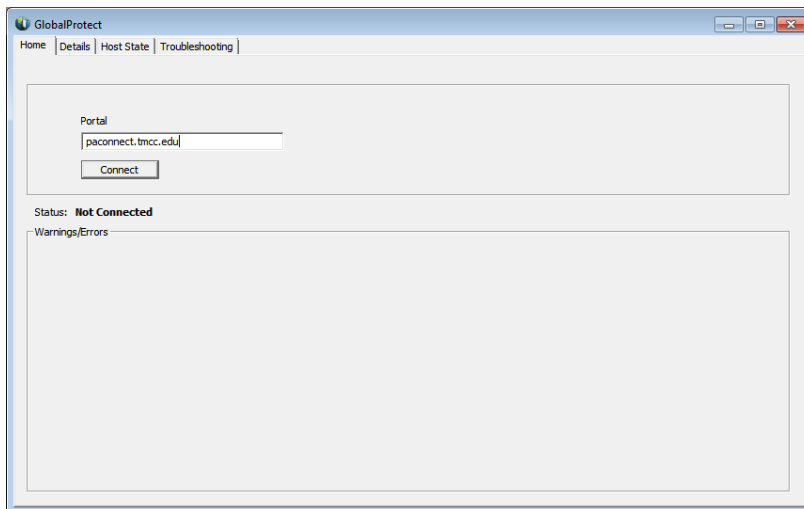 GlobalProtect
Home Details Host State Troubleshooting
Portal
paconnect.tmcc.edu
Connect
Status: Not Connected
Warnings/Errors